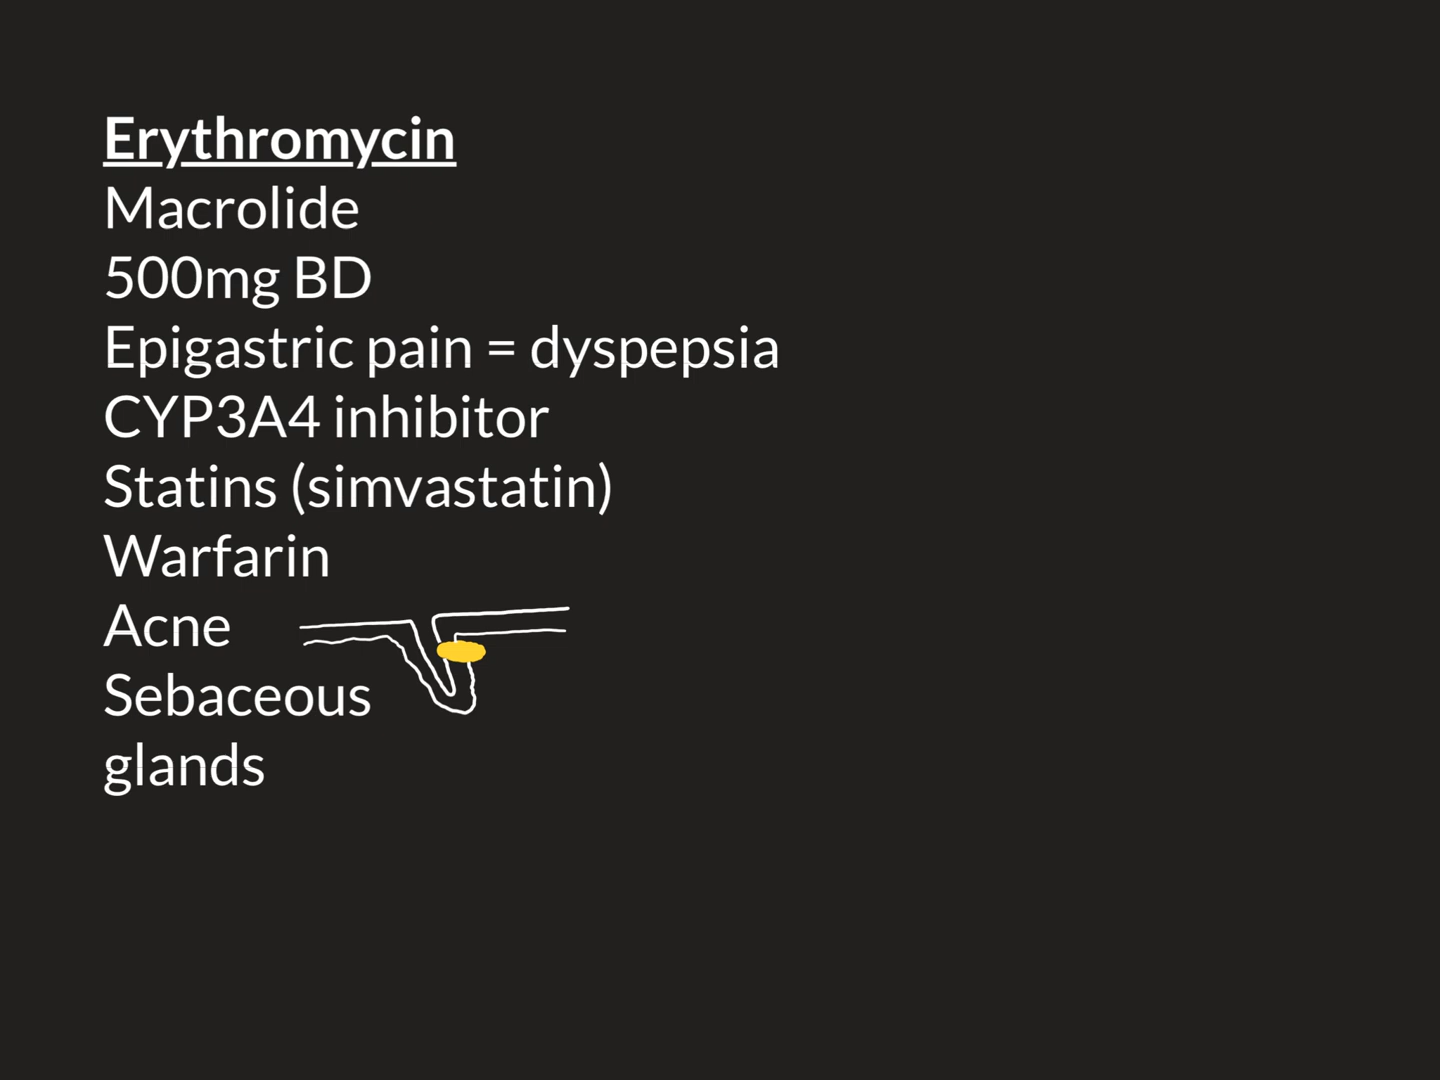 Erythromycin
Macrolide
500mg BD
Epigastric pain = dyspepsia
CYP3A4 inhibitor
Statins (simvastatin)
Warfarin
Acne
Sebaceous
glands